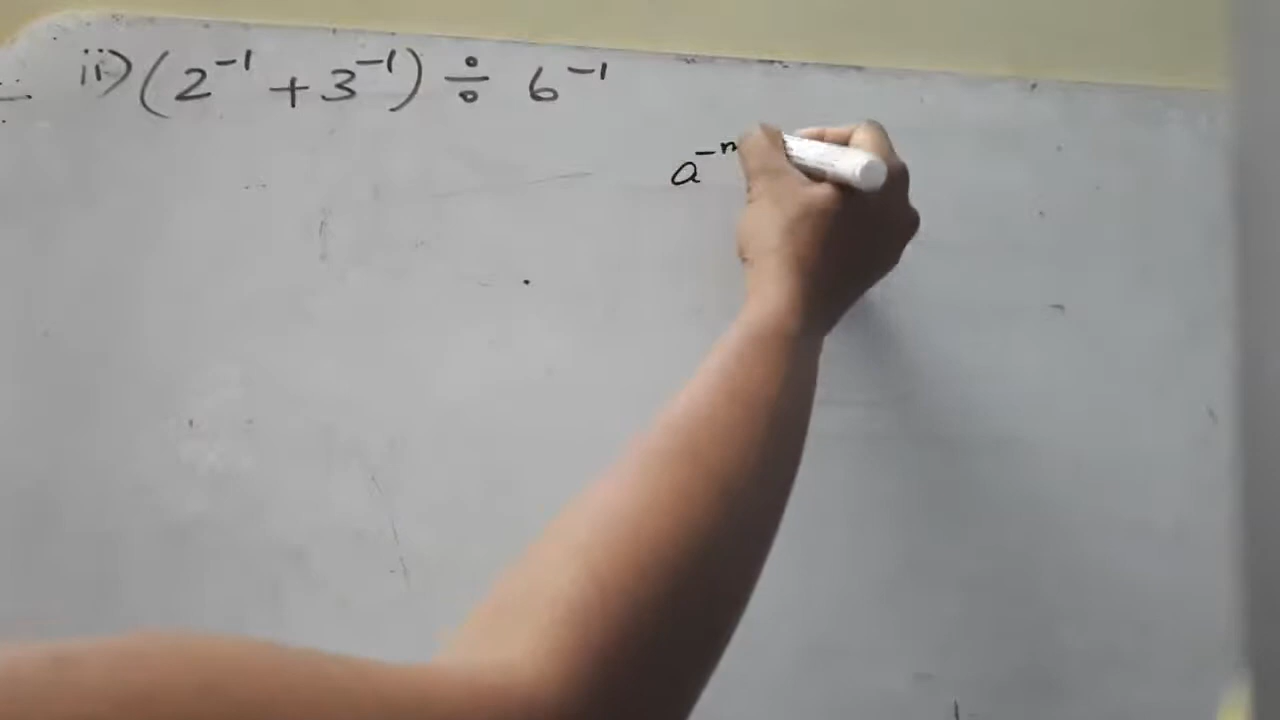 ii) (2⁻¹ + 3⁻¹) ÷ 6⁻¹
a⁻ⁿ